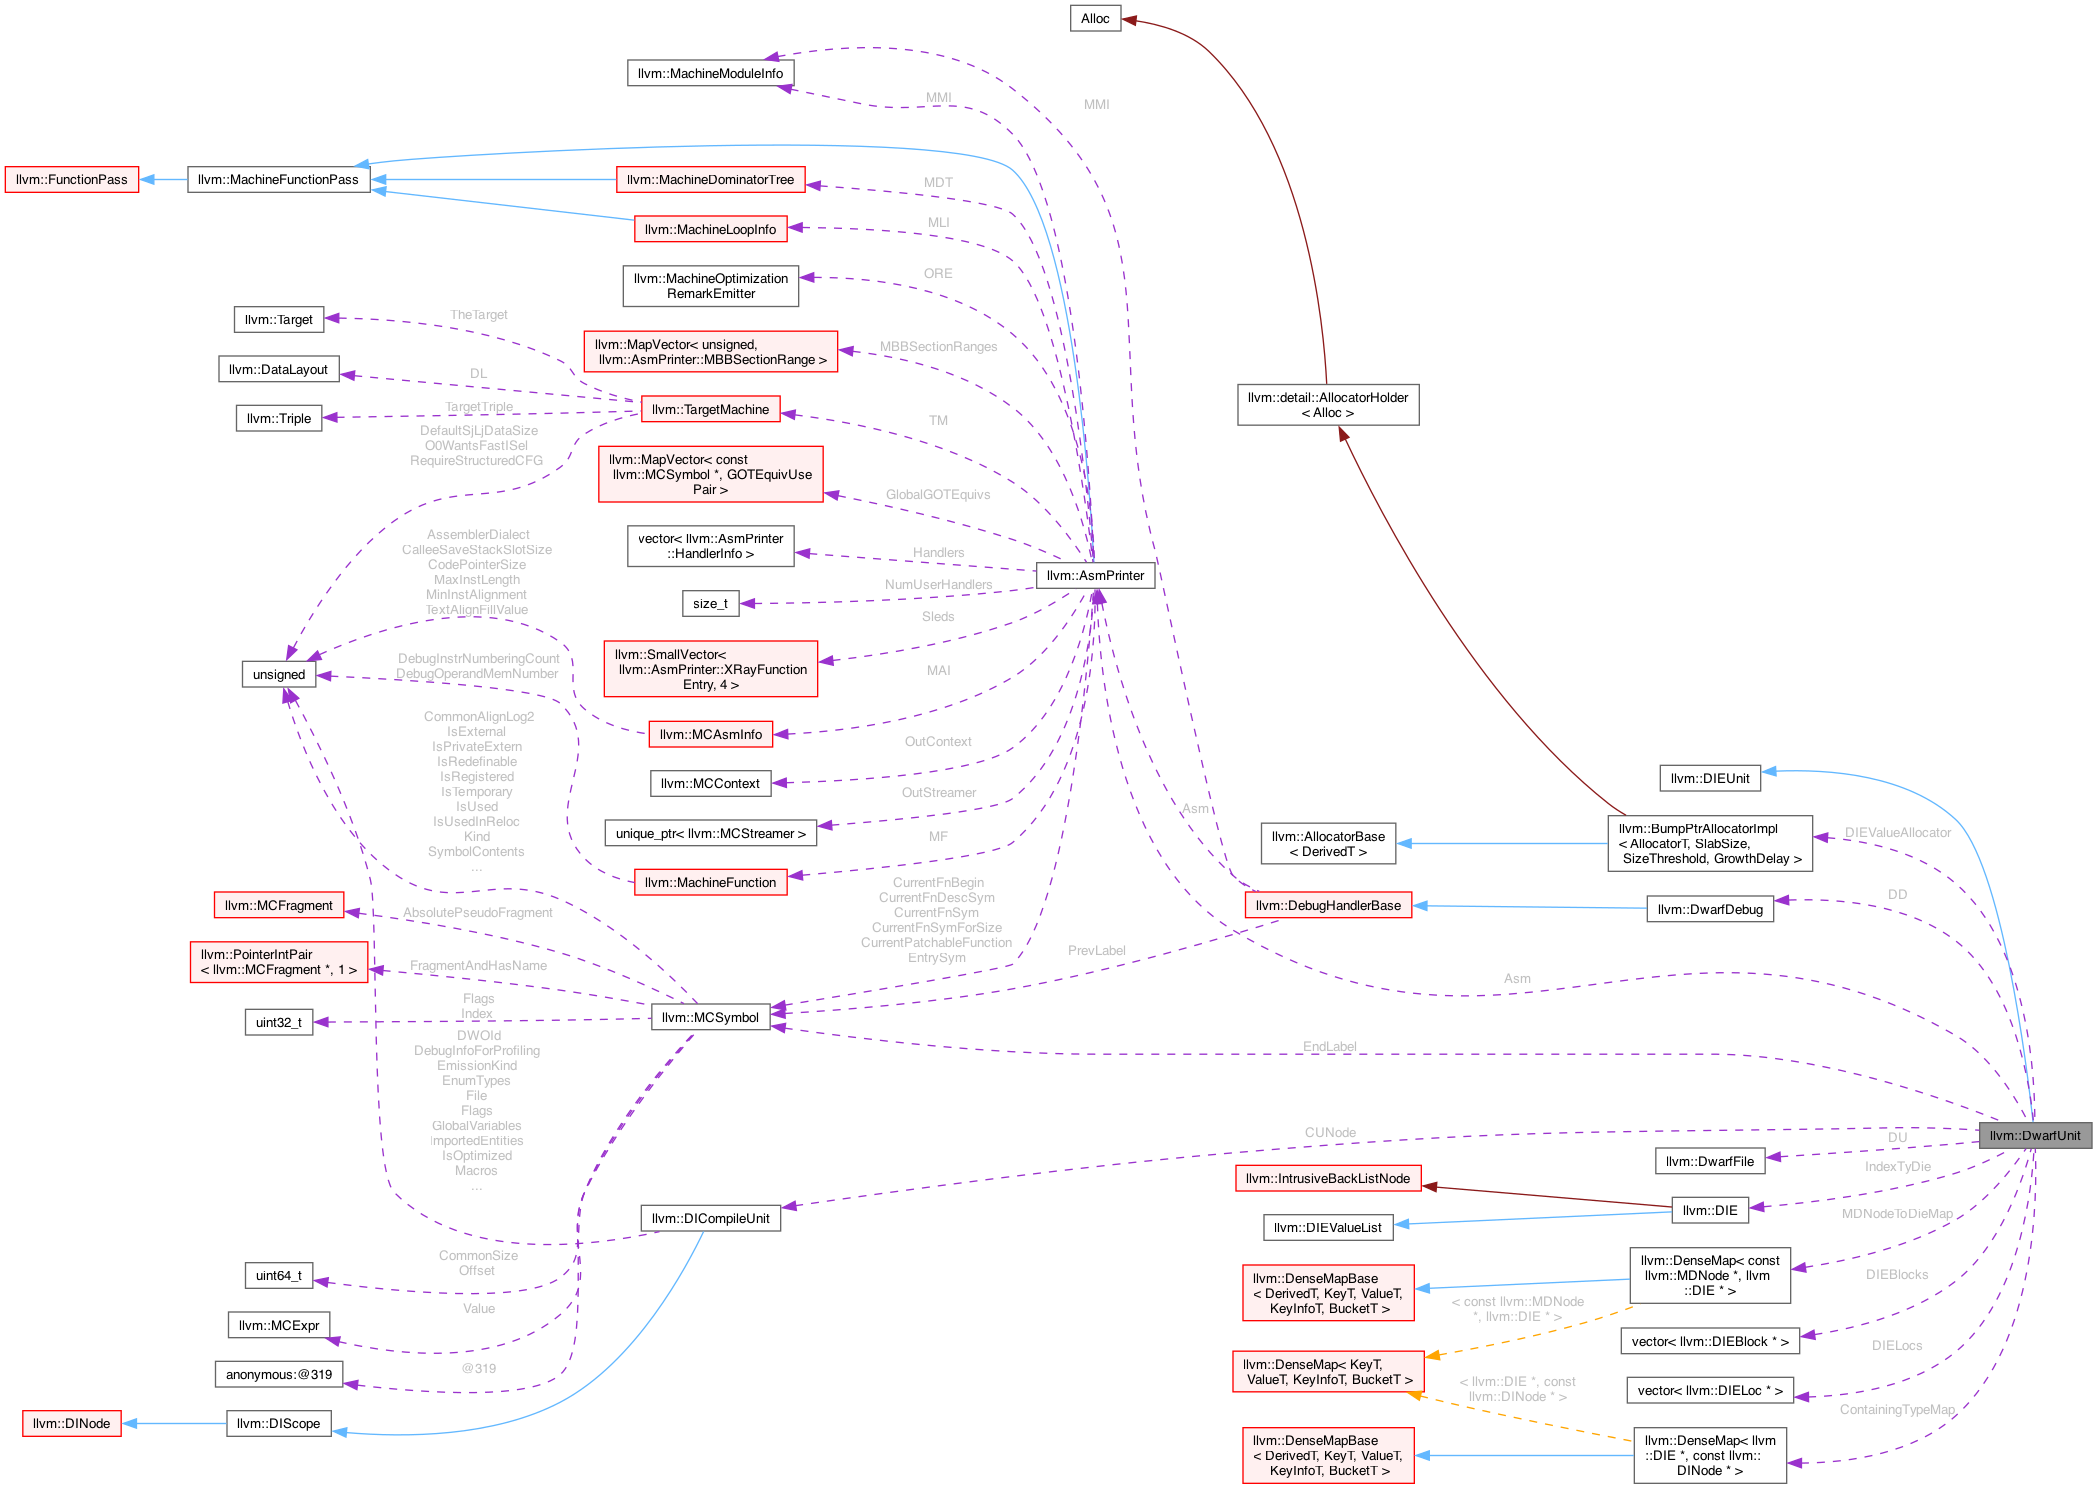 Alloc
llvm::MachineModuleInfo
MMI
MMI
llvm::FunctionPass
llvm::MachineFunctionPass
llvm::MachineDominatorTree
MDT
llvm::MachineLoopInfo
MLI
llvm::MachineOptimization
RemarkEmitter
ORE
llvm::Target
TheTarget
llvm::MapVector< unsigned,
llvm::AsmPrinter::MBBSectionRange >
MBBSectionRanges
llvm::DataLayout
DL
llvm::Triple
TargetTriple
llvm::TargetMachine
TM
llvm::detail::AllocatorHolder
< Alloc >
DefaultSjLjDataSize
O0WantsFastISel
RequireStructuredCFG
llvm::MapVector< const
llvm::MCSymbol *, GOTEquivUse
Pair >
GlobalGOTEquivs
AssemblerDialect
CalleeSaveStackSlotSize
CodePointerSize
MaxInstLength
MinInstAlignment
TextAlignFillValue
vector< llvm::AsmPrinter
::HandlerInfo >
Handlers
llvm::AsmPrinter
size_t
NumUserHandlers
Sleds
unsigned
DebugInstrNumberingCount
DebugOperandMemNumber
llvm::SmallVector<
llvm::AsmPrinter::XRayFunction
Entry, 4 >
MAI
llvm::MCAsmInfo
CommonAlignLog2
IsExternal
IsPrivateExtern
IsRedefinable
IsRegistered
IsTemporary
IsUsed
IsUsedInReloc
Kind
SymbolContents
...
OutContext
llvm::MCContext
OutStreamer
unique_ptr< llvm::MCStreamer >
MF
llvm::MachineFunction
Asm
llvm::DIEUnit
llvm::AllocatorBase
< DerivedT >
llvm::BumpPtrAllocatorImpl
< AllocatorT, SlabSize,
SizeThreshold, GrowthDelay >
DIEValueAllocator
llvm::MCFragment
AbsolutePseudoFragment
CurrentFnBegin
CurrentFnDescSym
CurrentFnSym
CurrentFnSymForSize
CurrentPatchableFunction
EntrySym
llvm::DebugHandlerBase
llvm::DwarfDebug
DD
llvm::PointerIntPair
< llvm::MCFragment *, 1 >
FragmentAndHasName
PrevLabel
Asm
uint32_t
Flags
Index
llvm::MCSymbol
EndLabel
DWOId
DebugInfoForProfiling
EmissionKind
EnumTypes
File
Flags
GlobalVariables
ImportedEntities
IsOptimized
Macros
...
CUNode
llvm::DwarfUnit
llvm::DwarfFile
DU
IndexTyDie
llvm::IntrusiveBackListNode
llvm::DIE
llvm::DICompileUnit
llvm::DIEValueList
MDNodeToDieMap
uint64_t
CommonSize
Offset
llvm::DenseMapBase
< DerivedT, KeyT, ValueT,
KeyInfoT, BucketT >
llvm::DenseMap< const
llvm::MDNode *, llvm
::DIE * >
DIEBlocks
llvm::MCExpr
Value
< const llvm::MDNode
*, llvm::DIE * >
vector< llvm::DIEBlock * >
DIELocs
anonymous:@319
@319
llvm::DenseMap< KeyT,
ValueT, KeyInfoT, BucketT >
< llvm::DIE *, const
llvm::DINode * >
vector< llvm::DIELoc * >
ContainingTypeMap
llvm::DINode
llvm::DIScope
llvm::DenseMapBase
< DerivedT, KeyT, ValueT,
KeyInfoT, BucketT >
llvm::DenseMap< llvm
::DIE *, const llvm::
DINode * >